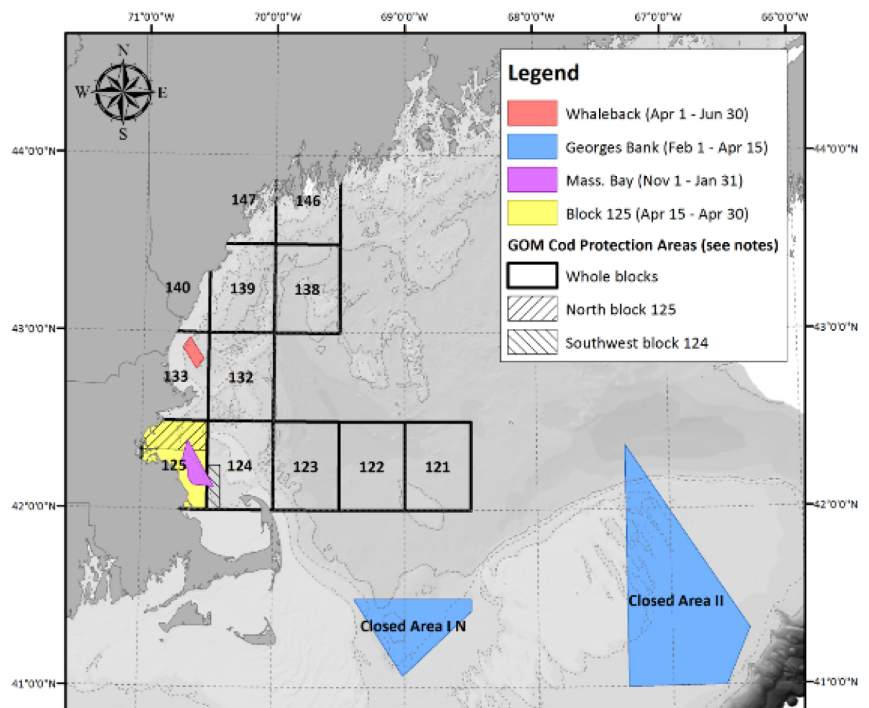 71°0'0"W 70°0'0"W 69°0'0"W 68°0'0"W 67°0'0"W 66°0'0"W
N
W E
S
Legend
Whaleback (Apr 1 - Jun 30)
Georges Bank (Feb 1 - Apr 15)
Mass. Bay (Nov 1 - Jan 31)
Block 125 (Apr 15 - Apr 30)
GOM Cod Protection Areas (see notes)
Whole blocks
North block 125
Southwest block 124
44°0'0"N 44°0'0"N
147 146
140 139 138
43°0'0"N 43°0'0"N
133 132
125 124 123 122 121
42°0'0"N 42°0'0"N
Closed Area I N Closed Area II
41°0'0"N 41°0'0"N